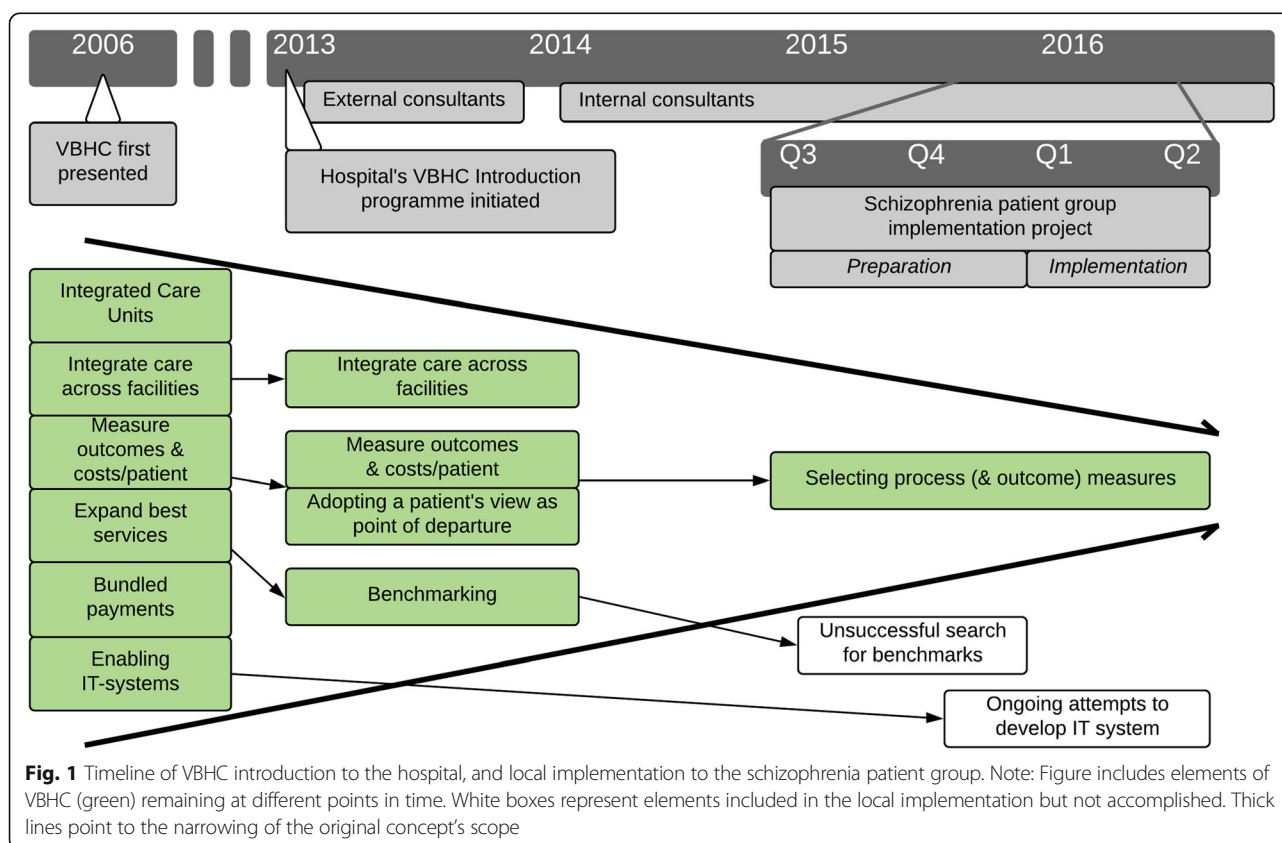 2006
2013
2014
2015
2016
External consultants
Internal consultants
VBHC first
presented
Hospital's VBHC Introduction
programme initiated
Q3
Q4
Q1
Q2
Schizophrenia patient group
implementation project
Preparation
Implementation
Integrated Care
Units
Integrate care
across facilities
Measure
outcomes &
costs/patient
Expand best
services
Bundled
payments
Enabling
IT-systems
Integrate care across
facilities
Measure outcomes
& costs/patient
Adopting a patient's view as
point of departure
Benchmarking
Selecting process (& outcome) measures
Unsuccessful search
for benchmarks
Ongoing attempts to
develop IT system
Fig. 1 Timeline of VBHC introduction to the hospital, and local implementation to the schizophrenia patient group. Note: Figure includes elements of
VBHC (green) remaining at different points in time. White boxes represent elements included in the local implementation but not accomplished. Thick
lines point to the narrowing of the original concept's scope